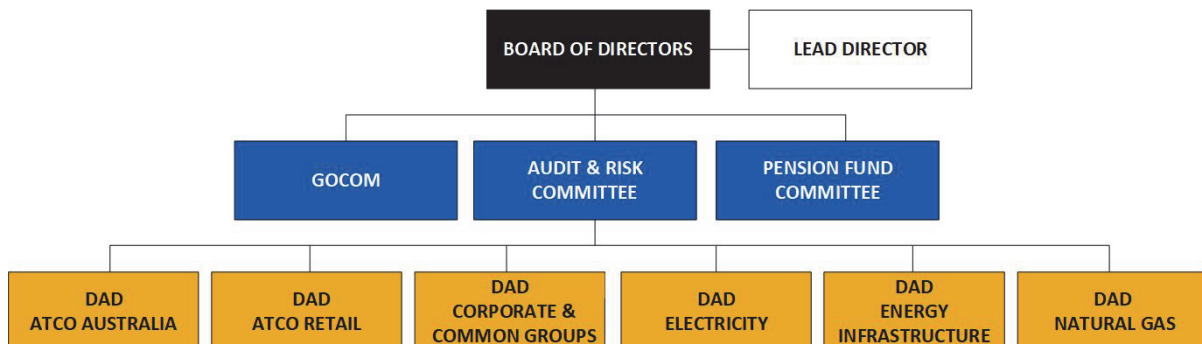 BOARD OF DIRECTORS
LEAD DIRECTOR
GOCOM
AUDIT & RISK
COMMITTEE
PENSION FUND
COMMITTEE
DAD
ATCO AUSTRALIA
DAD
ATCO RETAIL
DAD
CORPORATE &
COMMON GROUPS
DAD
ELECTRICITY
DAD
ENERGY
INFRASTRUCTURE
DAD
NATURAL GAS